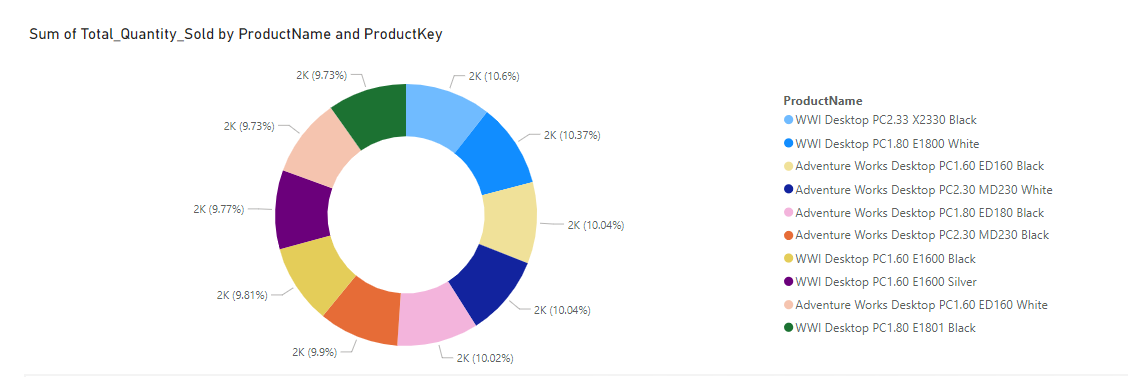 Sum of Total_Quantity_Sold by ProductName and ProductKey
2K (9.73%)
2K (10.6%)
2K (9.73%)
2K (10.37%)
2K (9.77%)
2K (10.04%)
2K (9.81%)
2K (10.04%)
2K (9.9%)
2K (10.02%)
ProductName
WWI Desktop PC2.33 X2330 Black
WWI Desktop PC1.80 E1800 White
Adventure Works Desktop PC1.60 ED160 Black
Adventure Works Desktop PC2.30 MD230 White
Adventure Works Desktop PC1.80 ED180 Black
Adventure Works Desktop PC2.30 MD230 Black
WWI Desktop PC1.60 E1600 Black
WWI Desktop PC1.60 E1600 Silver
Adventure Works Desktop PC1.60 ED160 White
WWI Desktop PC1.80 E1801 Black